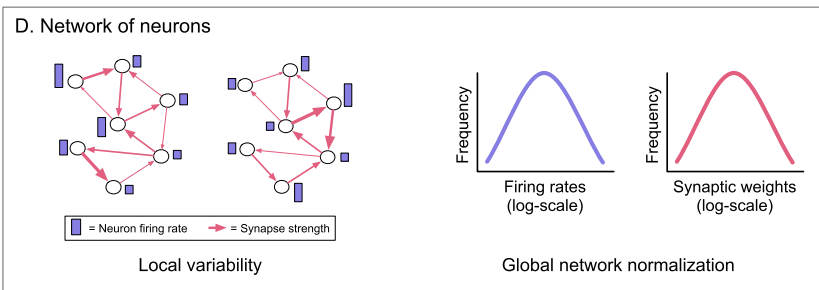 D. Network of neurons
= Neuron firing rate
= Synapse strength
Local variability
Frequency
Firing rates
(log-scale)
Frequency
Synaptic weights
(log-scale)
Global network normalization